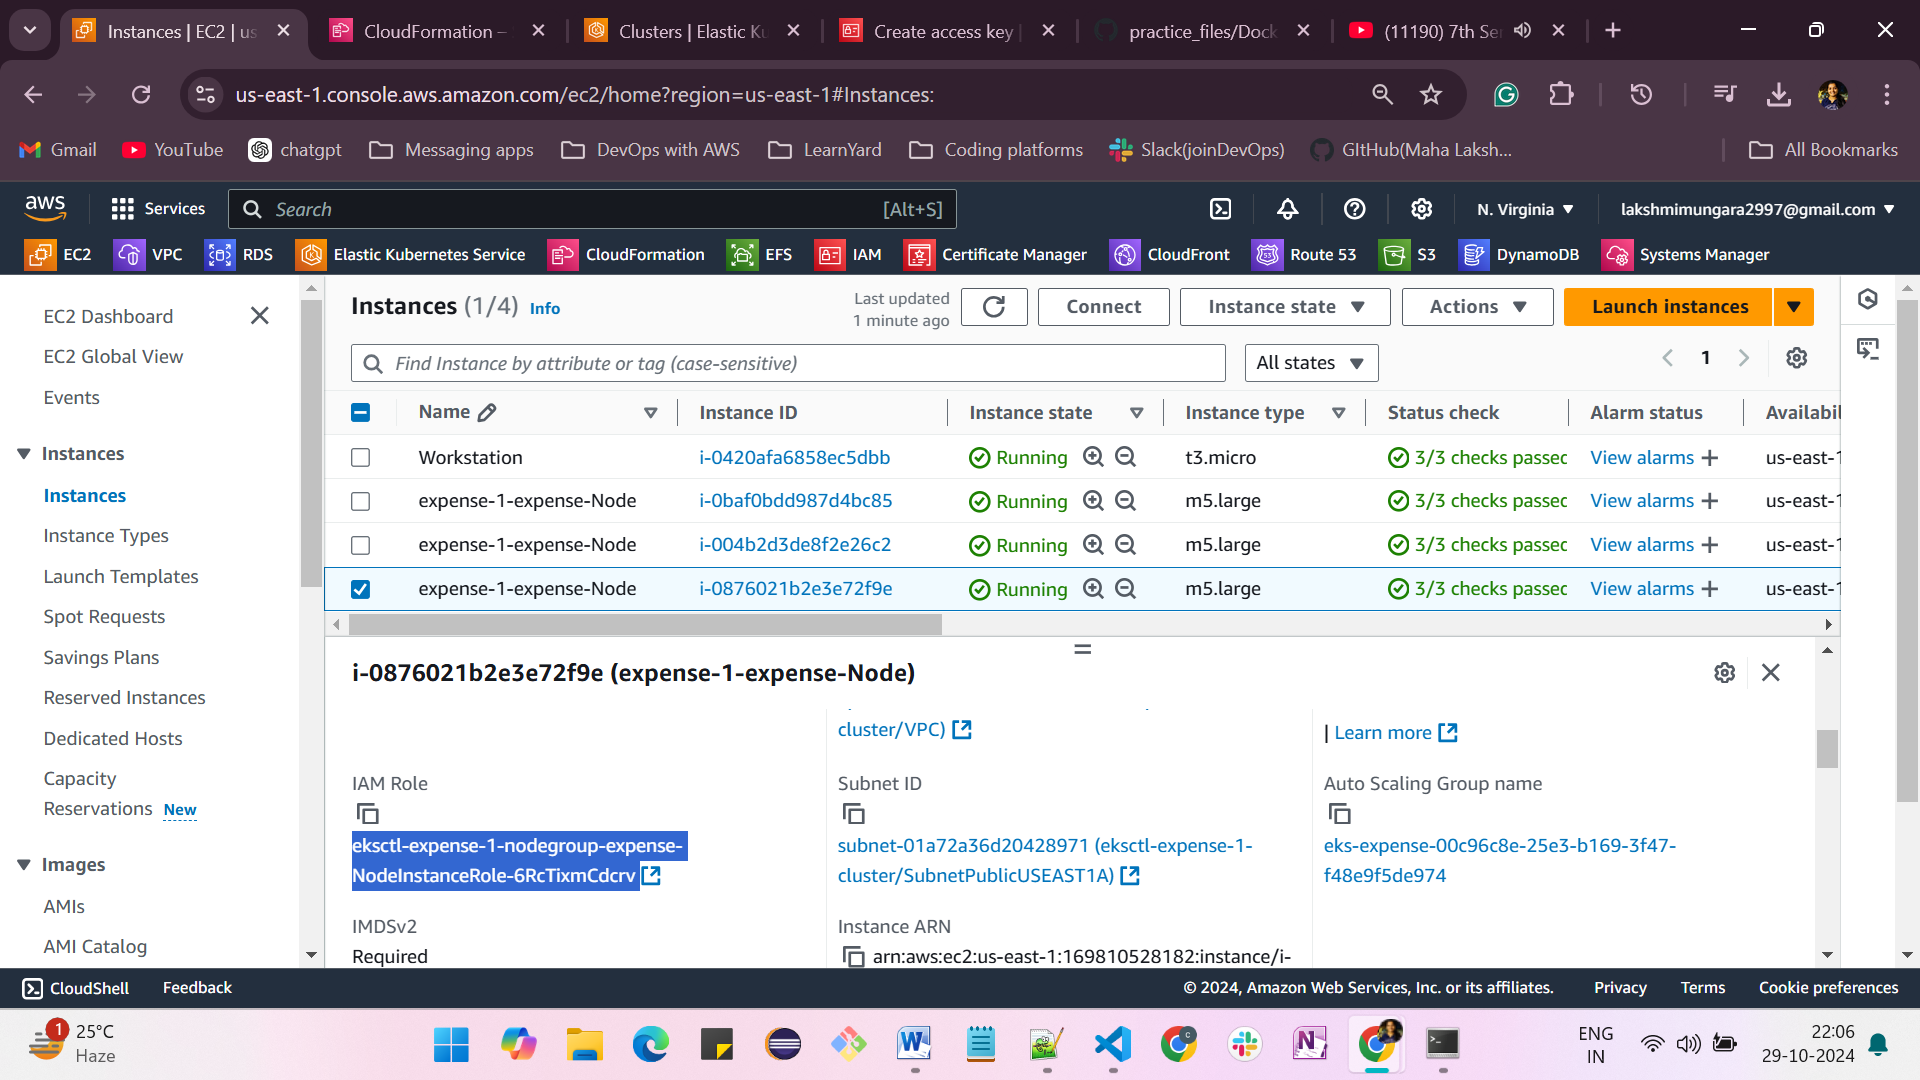 Instances | EC2 | us
CloudFormation –
Clusters | Elastic Ku
Create access key |
practice_files/Dock
(11190) 7th Se
us-east-1.console.aws.amazon.com/ec2/home?region=us-east-1#Instances:
Gmail
YouTube
chatgpt
Messaging apps
DevOps with AWS
LearnYard
Coding platforms
Slack(joinDevOps)
GItHub(Maha Laksh...
All Bookmarks
aws
Services
Search
[Alt+S]
N. Virginia
lakshmimungara2997@gmail.com
EC2
VPC
RDS
Elastic Kubernetes Service
CloudFormation
EFS
IAM
Certificate Manager
CloudFront
Route 53
S3
DynamoDB
Systems Manager
EC2 Dashboard
EC2 Global View
Events
Instances
Instances
Instance Types
Launch Templates
Spot Requests
Savings Plans
Reserved Instances
Dedicated Hosts
Capacity
Reservations New
Images
AMIs
AMI Catalog
Instances (1/4) Info
Last updated
1 minute ago
Connect
Instance state
Actions
Launch instances
Find Instance by attribute or tag (case-sensitive)
All states
1
Name Instance ID Instance state Instance type Status check Alarm status Availabil
Workstation i-0420afa6858ec5dbb Running t3.micro 3/3 checks passed View alarms + us-east-1
expense-1-expense-Node i-0baf0bdd987d4bc85 Running m5.large 3/3 checks passed View alarms + us-east-1
expense-1-expense-Node i-004b2d3de8f2e26c2 Running m5.large 3/3 checks passed View alarms + us-east-1
expense-1-expense-Node i-0876021b2e3e72f9e Running m5.large 3/3 checks passed View alarms + us-east-1
i-0876021b2e3e72f9e (expense-1-expense-Node)
cluster/VPC)
| Learn more
IAM Role
eksctl-expense-1-nodegroup-expense-
NodeInstanceRole-6RcTixmCdcrv
Subnet ID
subnet-01a72a36d20428971 (eksctl-expense-1-
cluster/SubnetPublicUSEAST1A)
Auto Scaling Group name
eks-expense-00c96c8e-25e3-b169-3f47-
f48e9f5de974
IMDSv2
Required
Instance ARN
arn:aws:ec2:us-east-1:169810528182:instance/i-
CloudShell
Feedback
© 2024, Amazon Web Services, Inc. or its affiliates.
Privacy
Terms
Cookie preferences
1
25°C
Haze
ENG
IN
22:06
29-10-2024